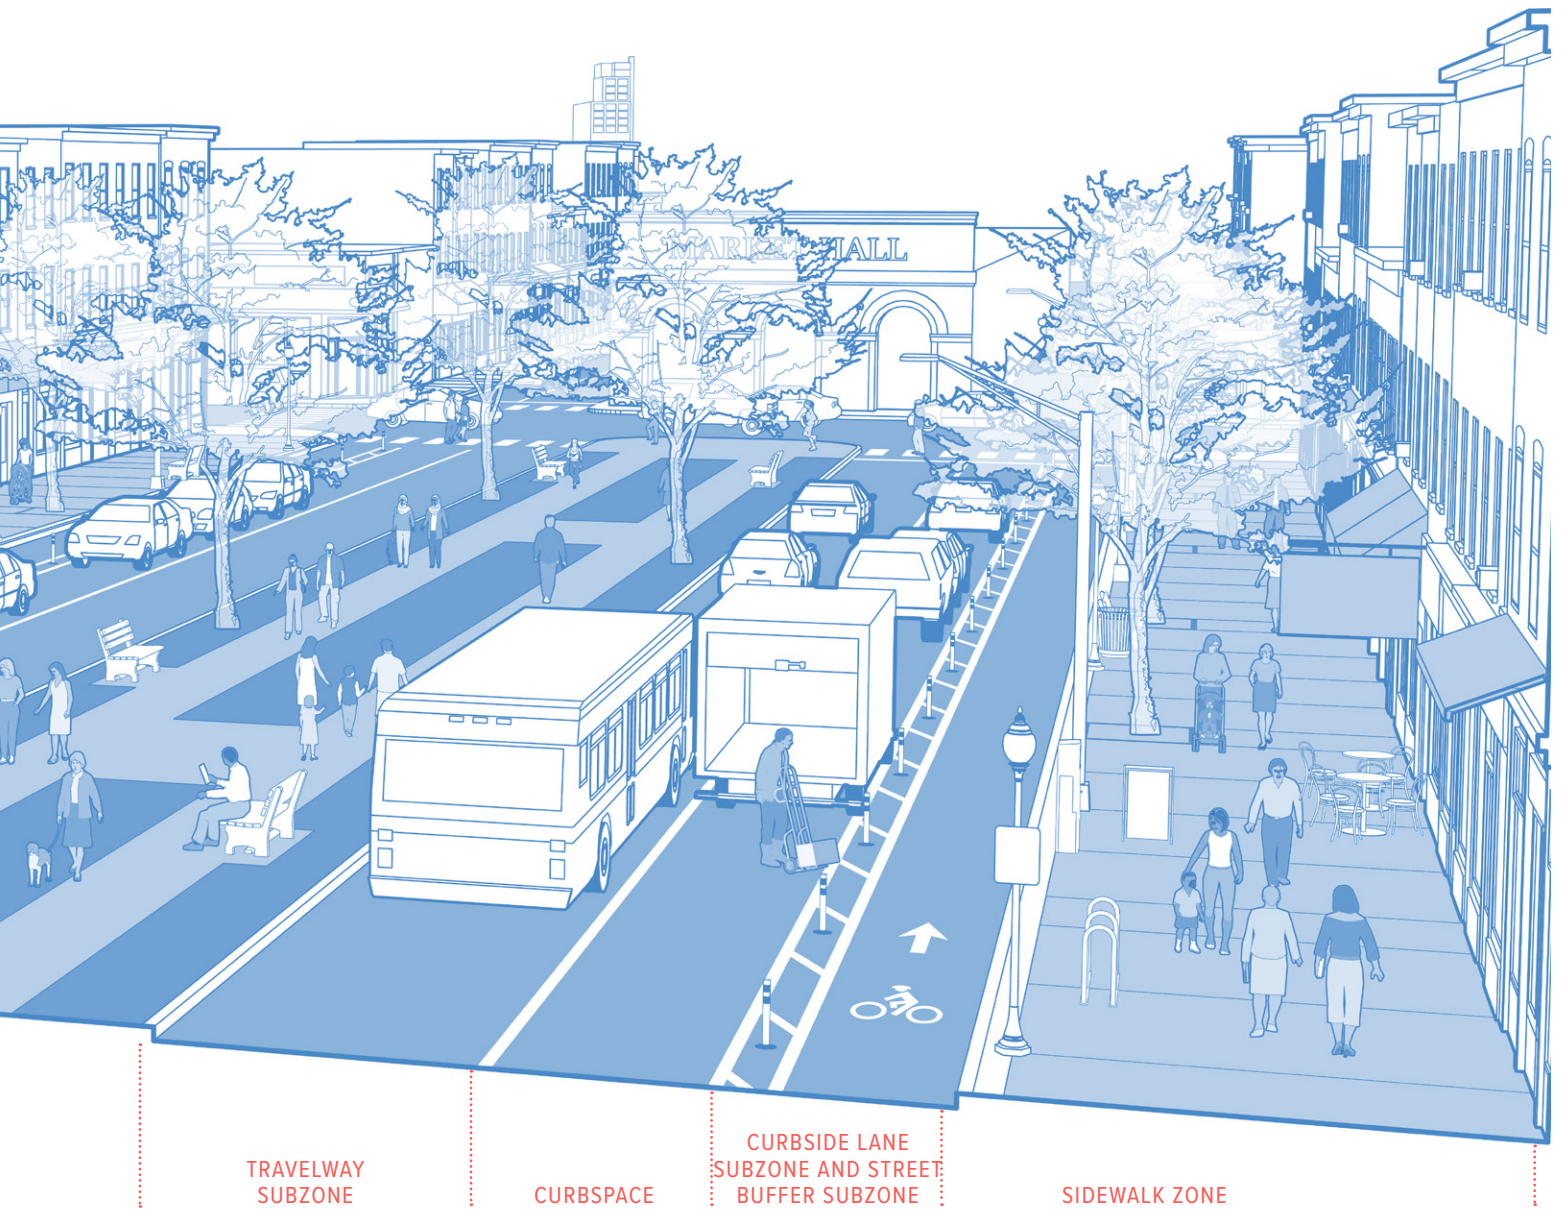 MARKET HALL
TRAVELWAY
SUBZONE
CURBSPACE
CURBSIDE LANE
SUBZONE AND STREET
BUFFER SUBZONE
SIDEWALK ZONE